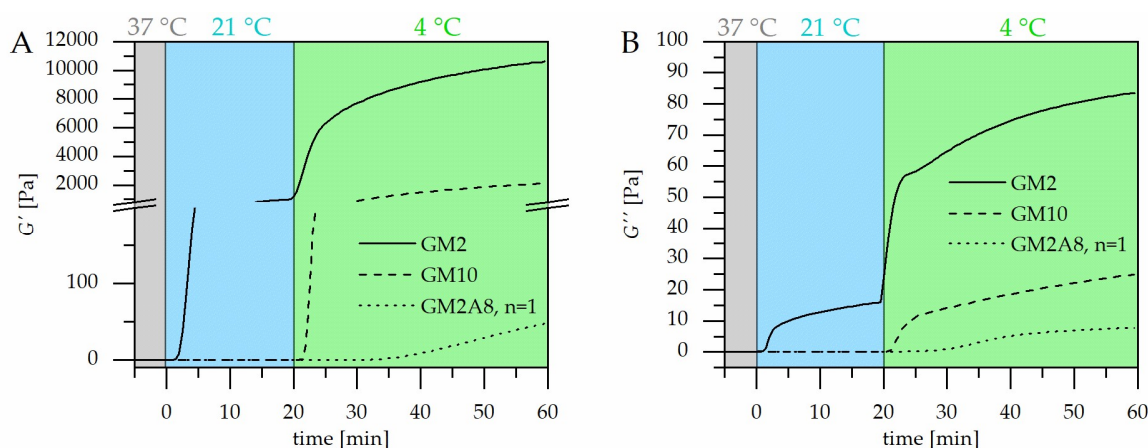 A
37 °C
21 °C
4 °C
12000
10000
8000
6000
4000
2000
100
0
G′ [Pa]
GM2
GM10
GM2A8, n=1
0
10
20
30
40
50
60
time [min]
B
37 °C
21 °C
4 °C
100
90
80
70
60
50
40
30
20
10
0
G′′ [Pa]
GM2
GM10
GM2A8, n=1
0
10
20
30
40
50
60
time [min]